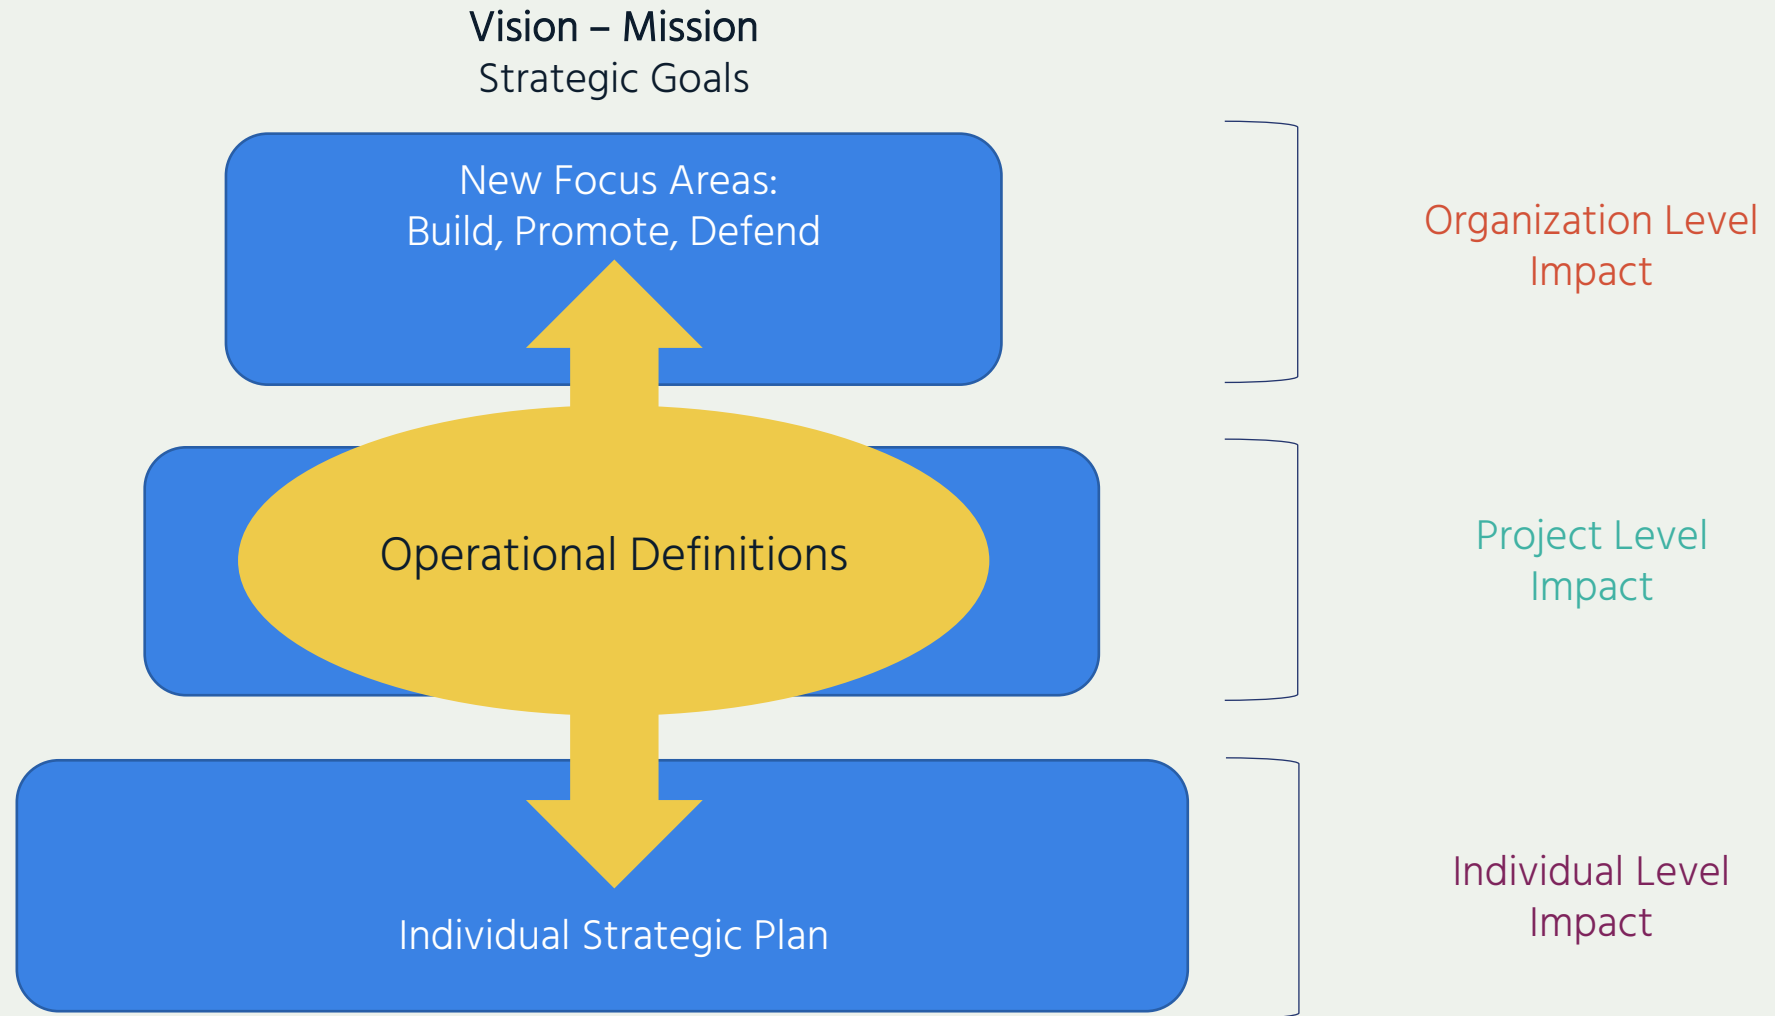 Vision – Mission
Strategic Goals
New Focus Areas:
Build, Promote, Defend
Organization Level
Impact
Operational Definitions
Project Level
Impact
Individual Strategic Plan
Individual Level
Impact